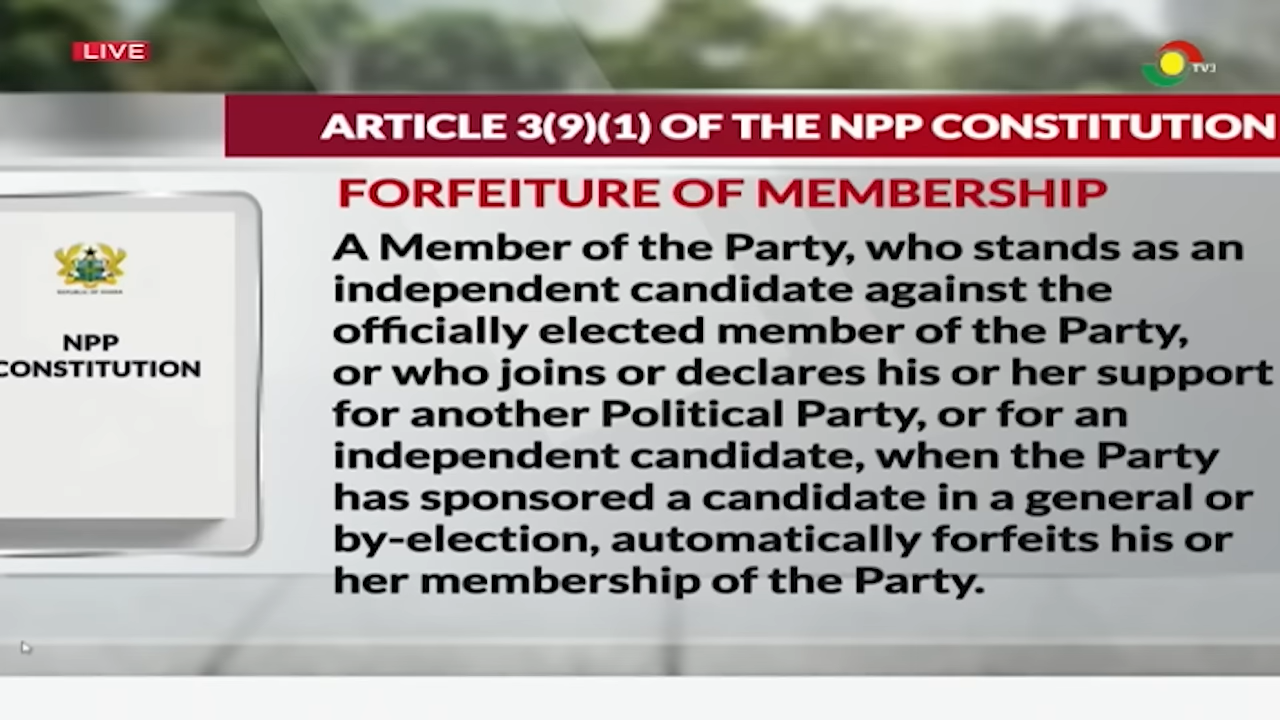 LIVE
TV3
ARTICLE 3(9)(1) OF THE NPP CONSTITUTION
FORFEITURE OF MEMBERSHIP
A Member of the Party, who stands as an
independent candidate against the
officially elected member of the Party,
or who joins or declares his or her support
for another Political Party, or for an
independent candidate, when the Party
has sponsored a candidate in a general or
by-election, automatically forfeits his or
her membership of the Party.
NPP
CONSTITUTION